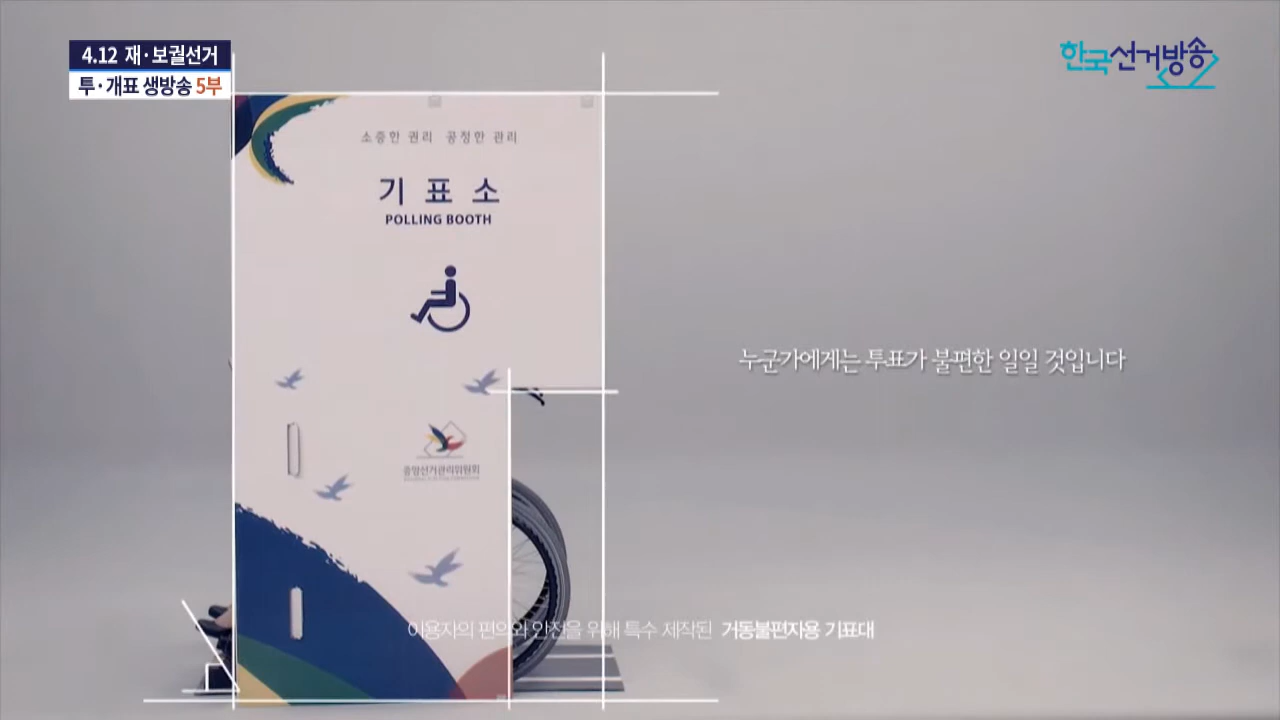 4.12 재·보궐선거
투·개표 생방송 5부
한국선거방송
소중한 권리 공정한 관리
기표소
POLLING BOOTH
누군가에게는 투표가 불편한 일일 것입니다
중앙선거관리위원회
이용자의 편의와 안전을 위해 특수 제작된 거동불편자용 기표대